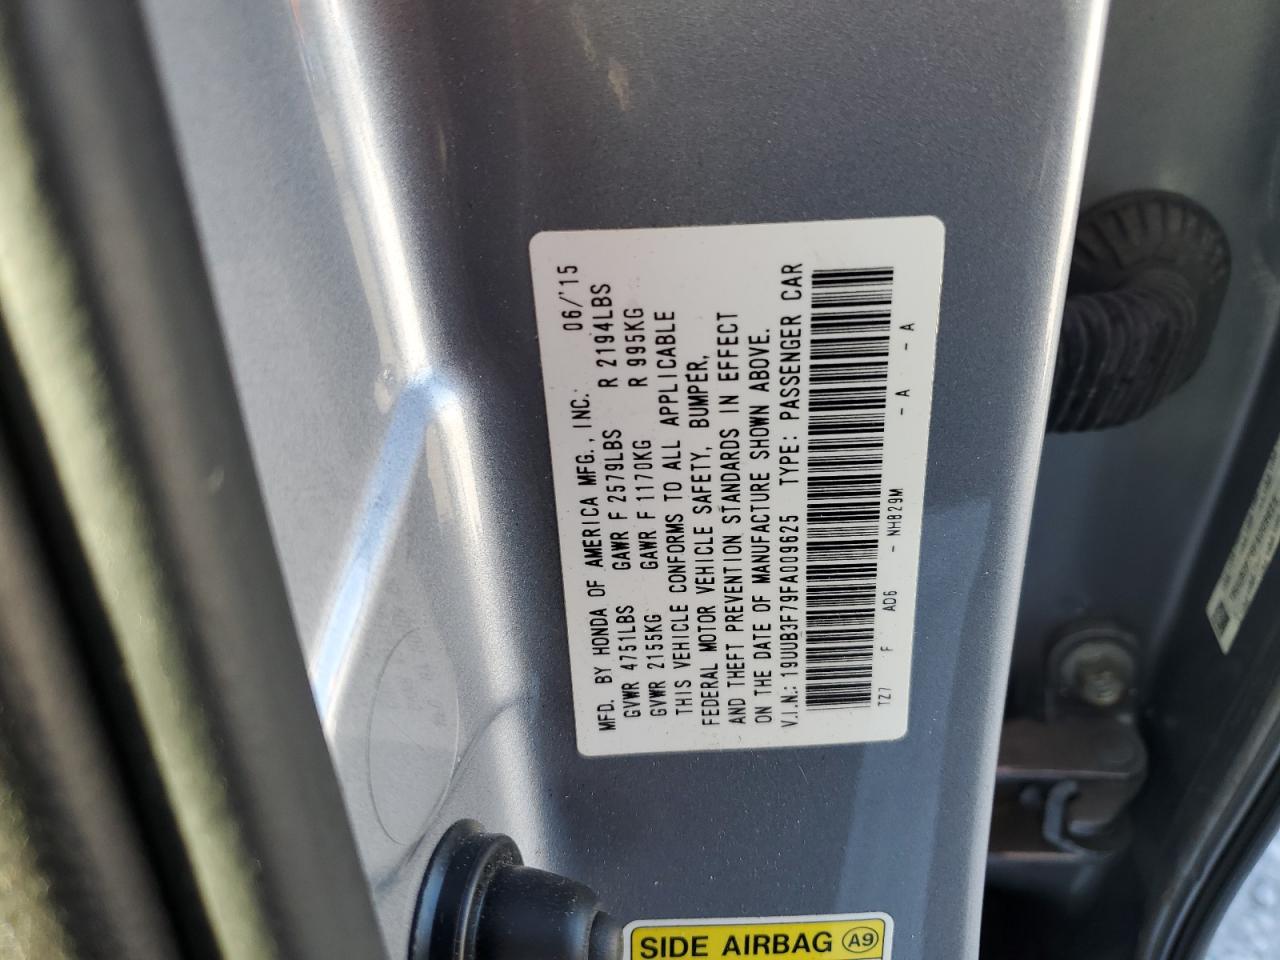 MFD. BY HONDA OF AMERICA MFG., INC. 06/'15
GVWR 4751LBS GAWR F 2579LBS R 2194LBS
GVWR 2155KG GAWR F 1170KG R 995KG
THIS VEHICLE CONFORMS TO ALL APPLICABLE
FEDERAL MOTOR VEHICLE SAFETY, BUMPER,
AND THEFT PREVENTION STANDARDS IN EFFECT
ON THE DATE OF MANUFACTURE SHOWN ABOVE.
V.I.N.: 19UUB3F79FA009625 TYPE: PASSENGER CAR
TZ7 F AD6 - NH829M - A - A
SIDE AIRBAG A9